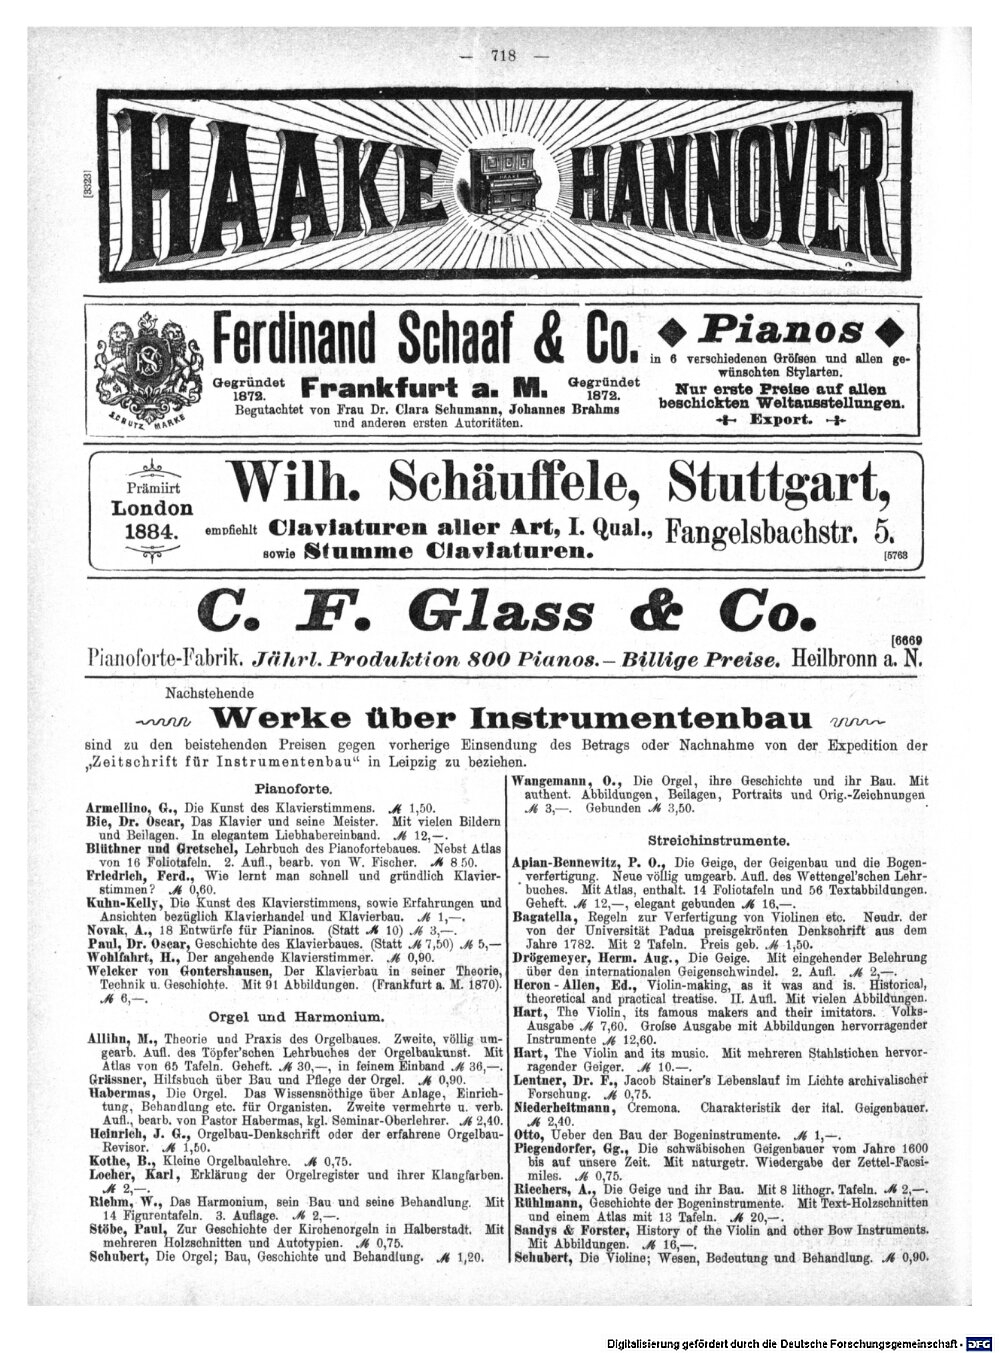 — 718 —
[3323]
HAAKE HANNOVER
HAAKE
Ferdinand Schaaf & Co.
Gegründet 1872. Frankfurt a. M. Gegründet 1872.
Begutachtet von Frau Dr. Clara Schumann, Johannes Brahms
und anderen ersten Autoritäten.
SCHUTZ MARKE
Pianos
in 6 verschiedenen Größen und allen ge-
wünschten Stylarten.
Nur erste Preise auf allen
beschickten Weltausstellungen.
Export.
Prämiirt
London
1884.
Wilh. Schäuffele, Stuttgart,
empfiehlt Claviaturen aller Art, I. Qual., Fangelsbachstr. 5.
sowie Stumme Claviaturen.
[5763
C. F. Glass & Co.
[6669
Pianoforte-Fabrik. Jährl. Produktion 800 Pianos. – Billige Preise. Heilbronn a. N.
Nachstehende
Werke über Instrumentenbau
sind zu den beistehenden Preisen gegen vorherige Einsendung des Betrags oder Nachnahme von der Expedition der
„Zeitschrift für Instrumentenbau“ in Leipzig zu beziehen.
Pianoforte.
Armellino, G., Die Kunst des Klavierstimmens. ℳ 1,50.
Bie, Dr. Oscar, Das Klavier und seine Meister. Mit vielen Bildern
und Beilagen. In elegantem Liebhabereinband. ℳ 12,—.
Blüthner und Gretschel, Lehrbuch des Pianofortebaues. Nebst Atlas
von 16 Foliotafeln. 2. Aufl., bearb. von W. Fischer. ℳ 8 50.
Friedrich, Ferd., Wie lernt man schnell und gründlich Klavier-
stimmen? ℳ 0,60.
Kuhn-Kelly, Die Kunst des Klavierstimmens, sowie Erfahrungen und
Ansichten bezüglich Klavierhandel und Klavierbau. ℳ 1,—.
Novak, A., 18 Entwürfe für Pianinos. (Statt ℳ 10) ℳ 3,—.
Paul, Dr. Oscar, Geschichte des Klavierbaues. (Statt ℳ 7,50) ℳ 5,—
Wohlfahrt, H., Der angehende Klavierstimmer. ℳ 0,90.
Welcker von Gontershausen, Der Klavierbau in seiner Theorie,
Technik u. Geschichte. Mit 91 Abbildungen. (Frankfurt a. M. 1870).
ℳ 6,—.
Orgel und Harmonium.
Allihn, M., Theorie und Praxis des Orgelbaues. Zweite, völlig um-
gearb. Aufl. des Töpfer'schen Lehrbuches der Orgelbaukunst. Mit
Atlas von 65 Tafeln. Geheft. ℳ 30,—, in feinem Einband ℳ 36,—.
Grässner, Hilfsbuch über Bau und Pflege der Orgel. ℳ 0,90.
Habermas, Die Orgel. Das Wissensnöthige über Anlage, Einrich-
tung, Behandlung etc. für Organisten. Zweite vermehrte u. verb.
Aufl., bearb. von Pastor Habermas, kgl. Seminar-Oberlehrer. ℳ 2,40.
Heinrich, J. G., Orgelbau-Denkschrift oder der erfahrene Orgelbau-
Revisor. ℳ 1,50.
Kothe, B., Kleine Orgelbaulehre. ℳ 0,75.
Locher, Karl, Erklärung der Orgelregister und ihrer Klangfarben.
ℳ 2,—.
Riehm, W., Das Harmonium, sein Bau und seine Behandlung. Mit
14 Figurentafeln. 3. Auflage. ℳ 2,—.
Stöbe, Paul, Zur Geschichte der Kirchenorgeln in Halberstadt. Mit
mehreren Holzschnitten und Autotypien. ℳ 0,75.
Schubert, Die Orgel; Bau, Geschichte und Behandlung. ℳ 1,20.
Wangemann, O., Die Orgel, ihre Geschichte und ihr Bau. Mit
authent. Abbildungen, Beilagen, Portraits und Orig.-Zeichnungen
ℳ 3,—. Gebunden ℳ 3,50.
Streichinstrumente.
Apian-Bennewitz, P. O., Die Geige, der Geigenbau und die Bogen-
verfertigung. Neue völlig umgearb. Aufl. des Wettengel'schen Lehr-
buches. Mit Atlas, enthalt. 14 Foliotafeln und 56 Textabbildungen.
Geheft. ℳ 12,—, elegant gebunden ℳ 16,—.
Bagatella, Regeln zur Verfertigung von Violinen etc. Neudr. der
von der Universität Padua preisgekrönten Denkschrift aus dem
Jahre 1782. Mit 2 Tafeln. Preis geb. ℳ 1,50.
Drögemeyer, Herm. Aug., Die Geige. Mit eingehender Belehrung
über den internationalen Geigenschwindel. 2. Aufl. ℳ 2,—.
Heron-Allen, Ed., Violin-making, as it was and is. Historical,
theoretical and practical treatise. II. Aufl. Mit vielen Abbildungen.
Hart, The Violin, its famous makers and their imitators. Volks-
Ausgabe ℳ 7,60. Große Ausgabe mit Abbildungen hervorragender
Instrumente ℳ 12,60.
Hart, The Violin and its music. Mit mehreren Stahlstichen hervor-
ragender Geiger. ℳ 10.—.
Lentner, Dr. F., Jacob Stainer's Lebenslauf im Lichte archivalischer
Forschung. ℳ 0,75.
Niederheitmann, Cremona. Charakteristik der ital. Geigenbauer.
ℳ 2,40.
Otto, Ueber den Bau der Bogeninstrumente. ℳ 1,—.
Piegendorfer, Gg., Die schwäbischen Geigenbauer vom Jahre 1600
bis auf unsere Zeit. Mit naturgetr. Wiedergabe der Zettel-Facsi-
miles. ℳ 0,75.
Riechers, A., Die Geige und ihr Bau. Mit 8 lithogr. Tafeln. ℳ 2,—.
Rühlmann, Geschichte der Bogeninstrumente. Mit Text-Holzschnitten
und einem Atlas mit 13 Tafeln. ℳ 20,—.
Sandys & Forster, History of the Violin and other Bow Instruments.
Mit Abbildungen. ℳ 16,—.
Schubert, Die Violine; Wesen, Bedeutung und Behandlung. ℳ 0,90.
Digitalisierung gefördert durch die Deutsche Forschungsgemeinschaft - DFG